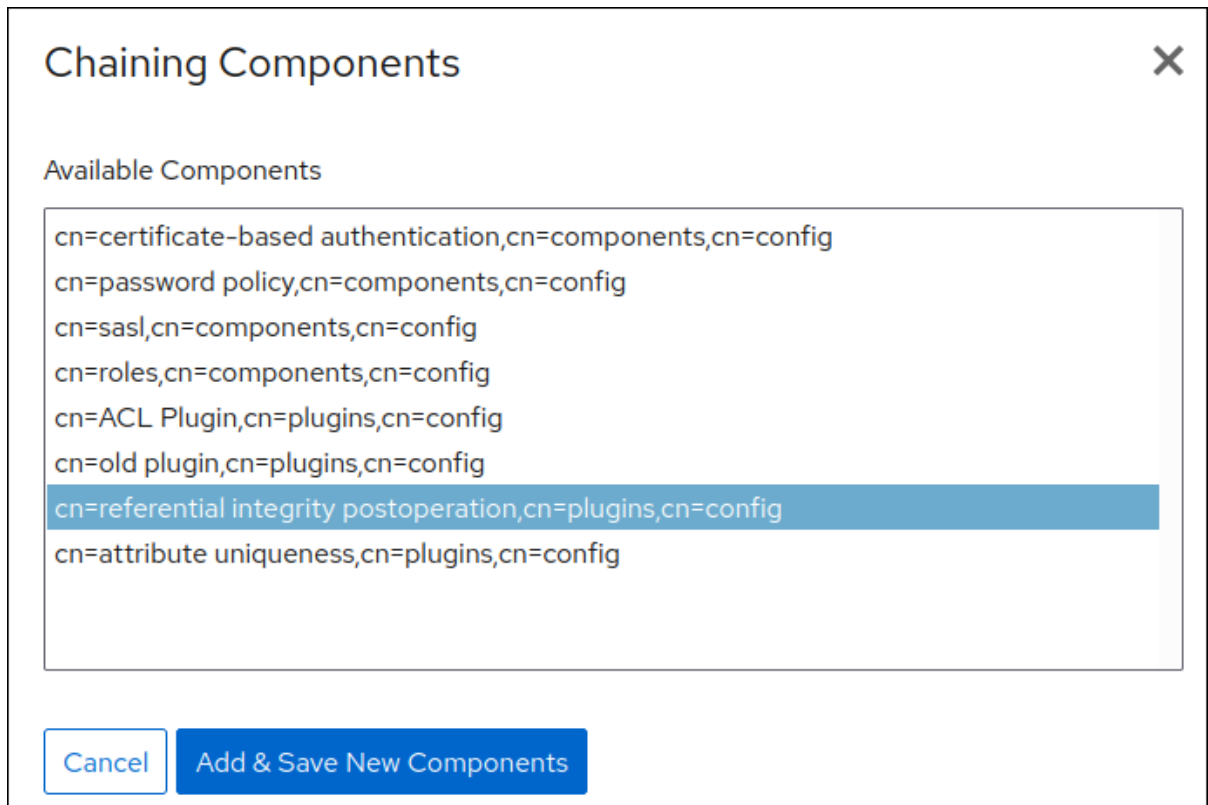 Chaining Components
Available Components
cn=certificate-based authentication,cn=components,cn=config
cn=password policy,cn=components,cn=config
cn=sasl,cn=components,cn=config
cn=roles,cn=components,cn=config
cn=ACL Plugin,cn=plugins,cn=config
cn=old plugin,cn=plugins,cn=config
cn=referential integrity postoperation,cn=plugins,cn=config
cn=attribute uniqueness,cn=plugins,cn=config
Cancel Add & Save New Components